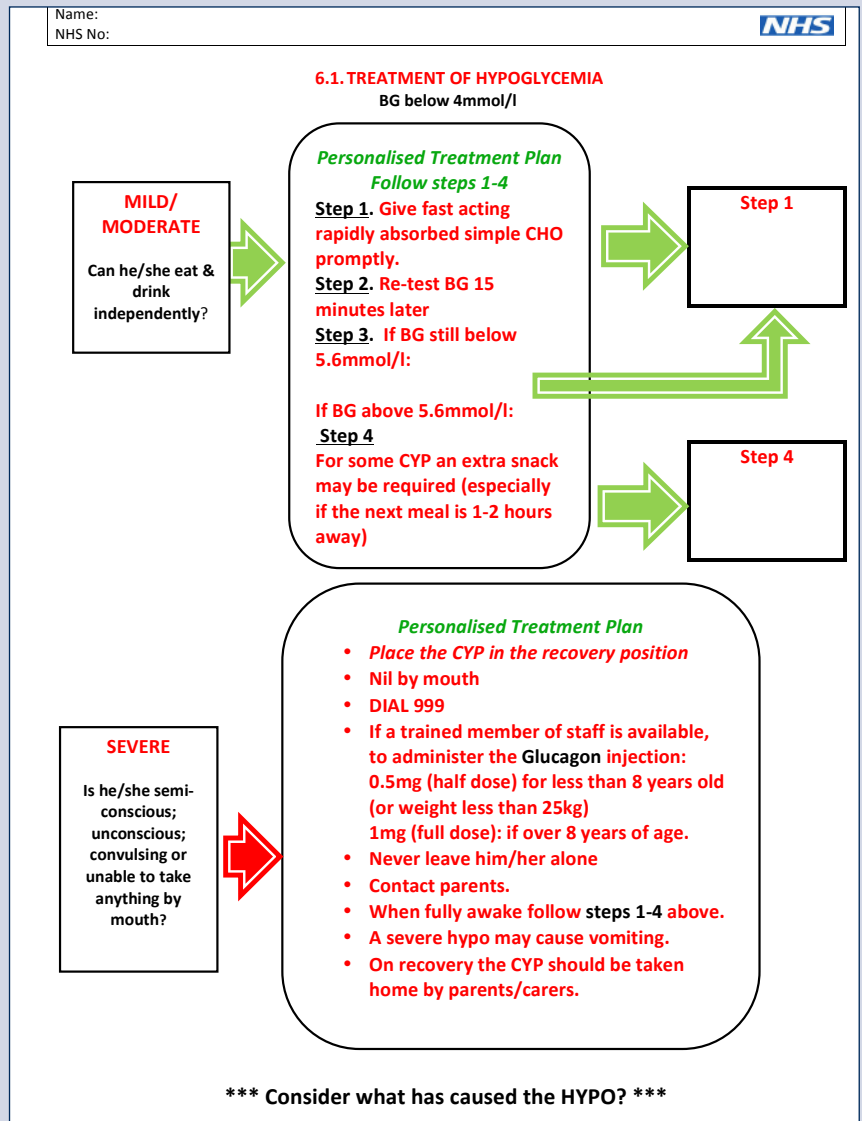 Name:
NHS No:
NHS
6.1. TREATMENT OF HYPOGLYCEMIA
BG below 4mmol/l
MILD/
MODERATE
Can he/she eat &
drink
independently?
Personalised Treatment Plan
Follow steps 1-4
Step 1. Give fast acting
rapidly absorbed simple CHO
promptly.
Step 2. Re-test BG 15
minutes later
Step 3. If BG still below
5.6mmol/l:
If BG above 5.6mmol/l:
Step 4
For some CYP an extra snack
may be required (especially
if the next meal is 1-2 hours
away)
Step 1
Step 4
SEVERE
Is he/she semi-
conscious;
unconscious;
convulsing or
unable to take
anything by
mouth?
Personalised Treatment Plan
• Place the CYP in the recovery position
• Nil by mouth
• DIAL 999
• If a trained member of staff is available,
to administer the Glucagon injection:
0.5mg (half dose) for less than 8 years old
(or weight less than 25kg)
1mg (full dose): if over 8 years of age.
• Never leave him/her alone
• Contact parents.
• When fully awake follow steps 1-4 above.
• A severe hypo may cause vomiting.
• On recovery the CYP should be taken
home by parents/carers.
*** Consider what has caused the HYPO? ***